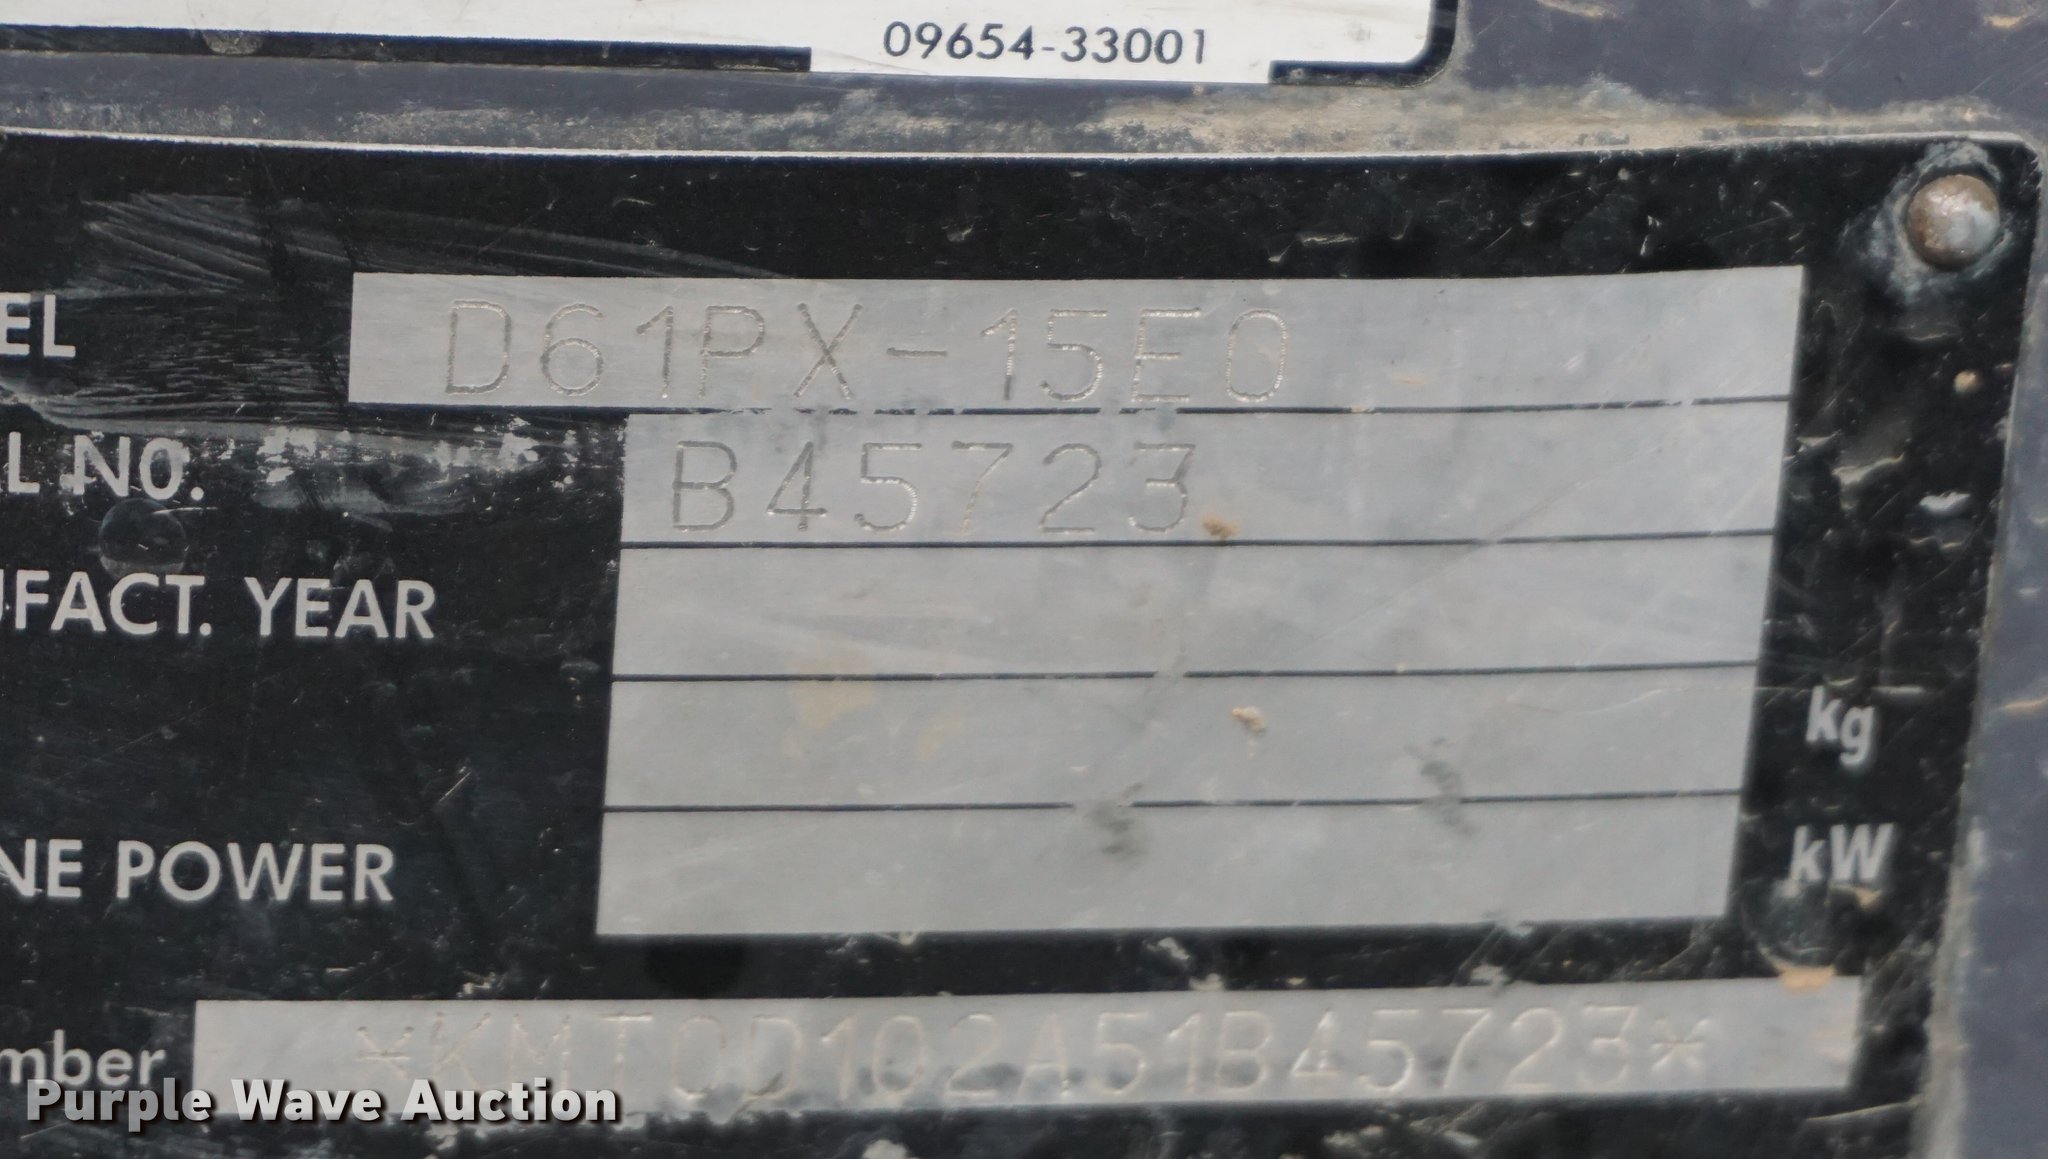 09654-33001
EL D61PX-15E0
L NO. B45723
UFACT. YEAR
kg
NE POWER kW
mber *KMT0D102A51B45723*
Purple Wave Auction